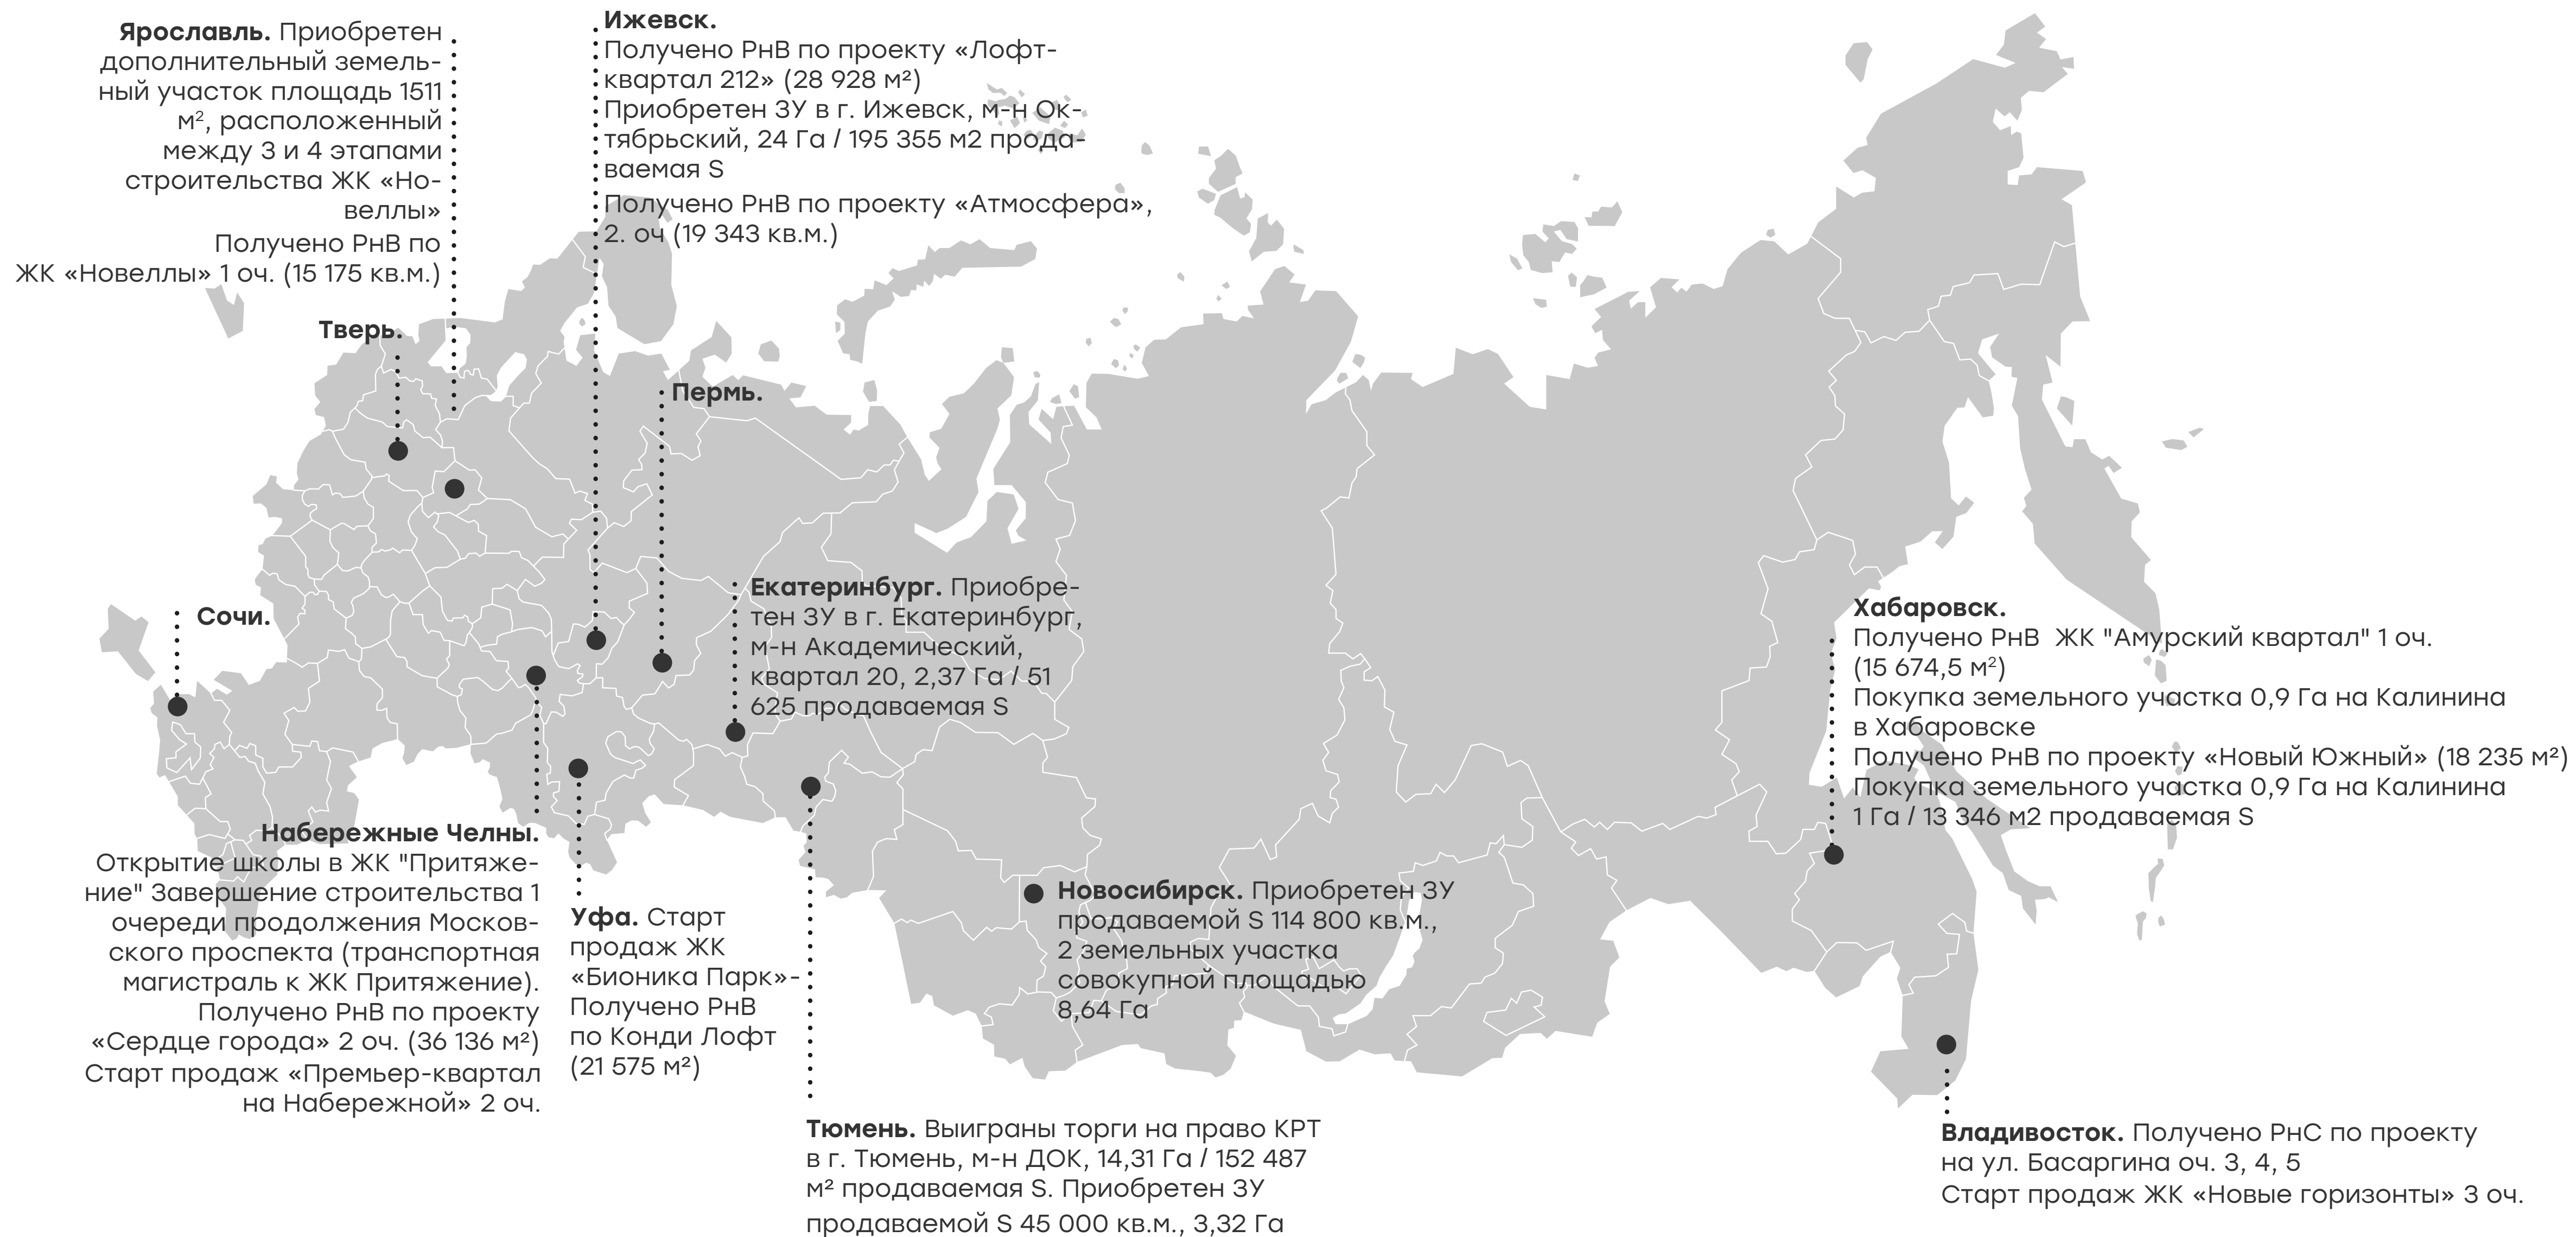 Ярославль. Приобретен
дополнительный земель-
ный участок площадь 1511
м², расположенный
между 3 и 4 этапами
строительства ЖК «Но-
веллы»
Получено РнВ по
ЖК «Новеллы» 1 оч. (15 175 кв.м.)
Ижевск.
Получено РнВ по проекту «Лофт-
квартал 212» (28 928 м²)
Приобретен ЗУ в г. Ижевск, м-н Ок-
тябрьский, 24 Га / 195 355 м2 прода-
ваемая S
Получено РнВ по проекту «Атмосфера»,
2. оч (19 343 кв.м.)
Тверь.
Пермь.
Екатеринбург. Приобре-
тен ЗУ в г. Екатеринбург,
м-н Академический,
квартал 20, 2,37 Га / 51
625 продаваемая S
Сочи.
Хабаровск.
Получено РнВ  ЖК "Амурский квартал" 1 оч.
(15 674,5 м²)
Покупка земельного участка 0,9 Га на Калинина
в Хабаровске
Получено РнВ по проекту «Новый Южный» (18 235 м²)
Покупка земельного участка 0,9 Га на Калинина
1 Га / 13 346 м2 продаваемая S
Набережные Челны.
Открытие школы в ЖК "Притяже-
ние" Завершение строительства 1
очереди продолжения Москов-
ского проспекта (транспортная
магистраль к ЖК Притяжение).
Получено РнВ по проекту
«Сердце города» 2 оч. (36 136 м²)
Старт продаж «Премьер-квартал
на Набережной» 2 оч.
Уфа. Старт
продаж ЖК
«Бионика Парк»-
Получено РнВ
по Конди Лофт
(21 575 м²)
Новосибирск. Приобретен ЗУ
продаваемой S 114 800 кв.м.,
2 земельных участка
совокупной площадью
8,64 Га
Тюмень. Выиграны торги на право КРТ
в г. Тюмень, м-н ДОК, 14,31 Га / 152 487
м² продаваемая S. Приобретен ЗУ
продаваемой S 45 000 кв.м., 3,32 Га
Владивосток. Получено РнС по проекту
на ул. Басаргина оч. 3, 4, 5
Старт продаж ЖК «Новые горизонты» 3 оч.